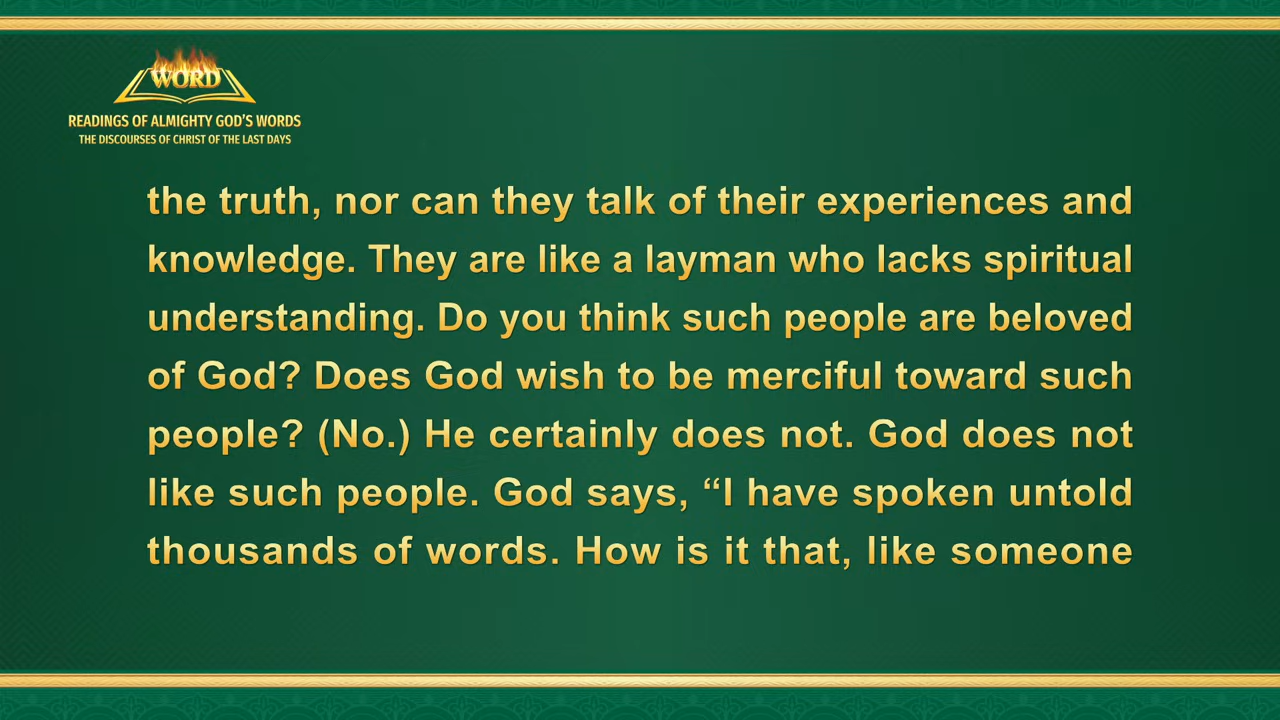 WORD
READINGS OF ALMIGHTY GOD'S WORDS
THE DISCOURSES OF CHRIST OF THE LAST DAYS
the truth, nor can they talk of their experiences and
knowledge. They are like a layman who lacks spiritual
understanding. Do you think such people are beloved
of God? Does God wish to be merciful toward such
people? (No.) He certainly does not. God does not
like such people. God says, “I have spoken untold
thousands of words. How is it that, like someone